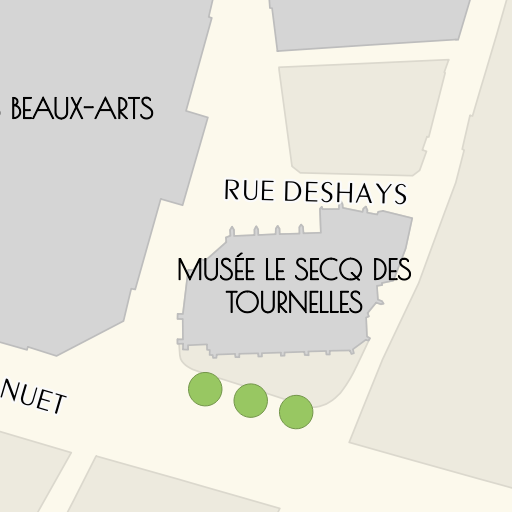 BEAUX-ARTS
RUE DESHAYS
MUSÉE LE SECQ DES
TOURNELLES
NUET